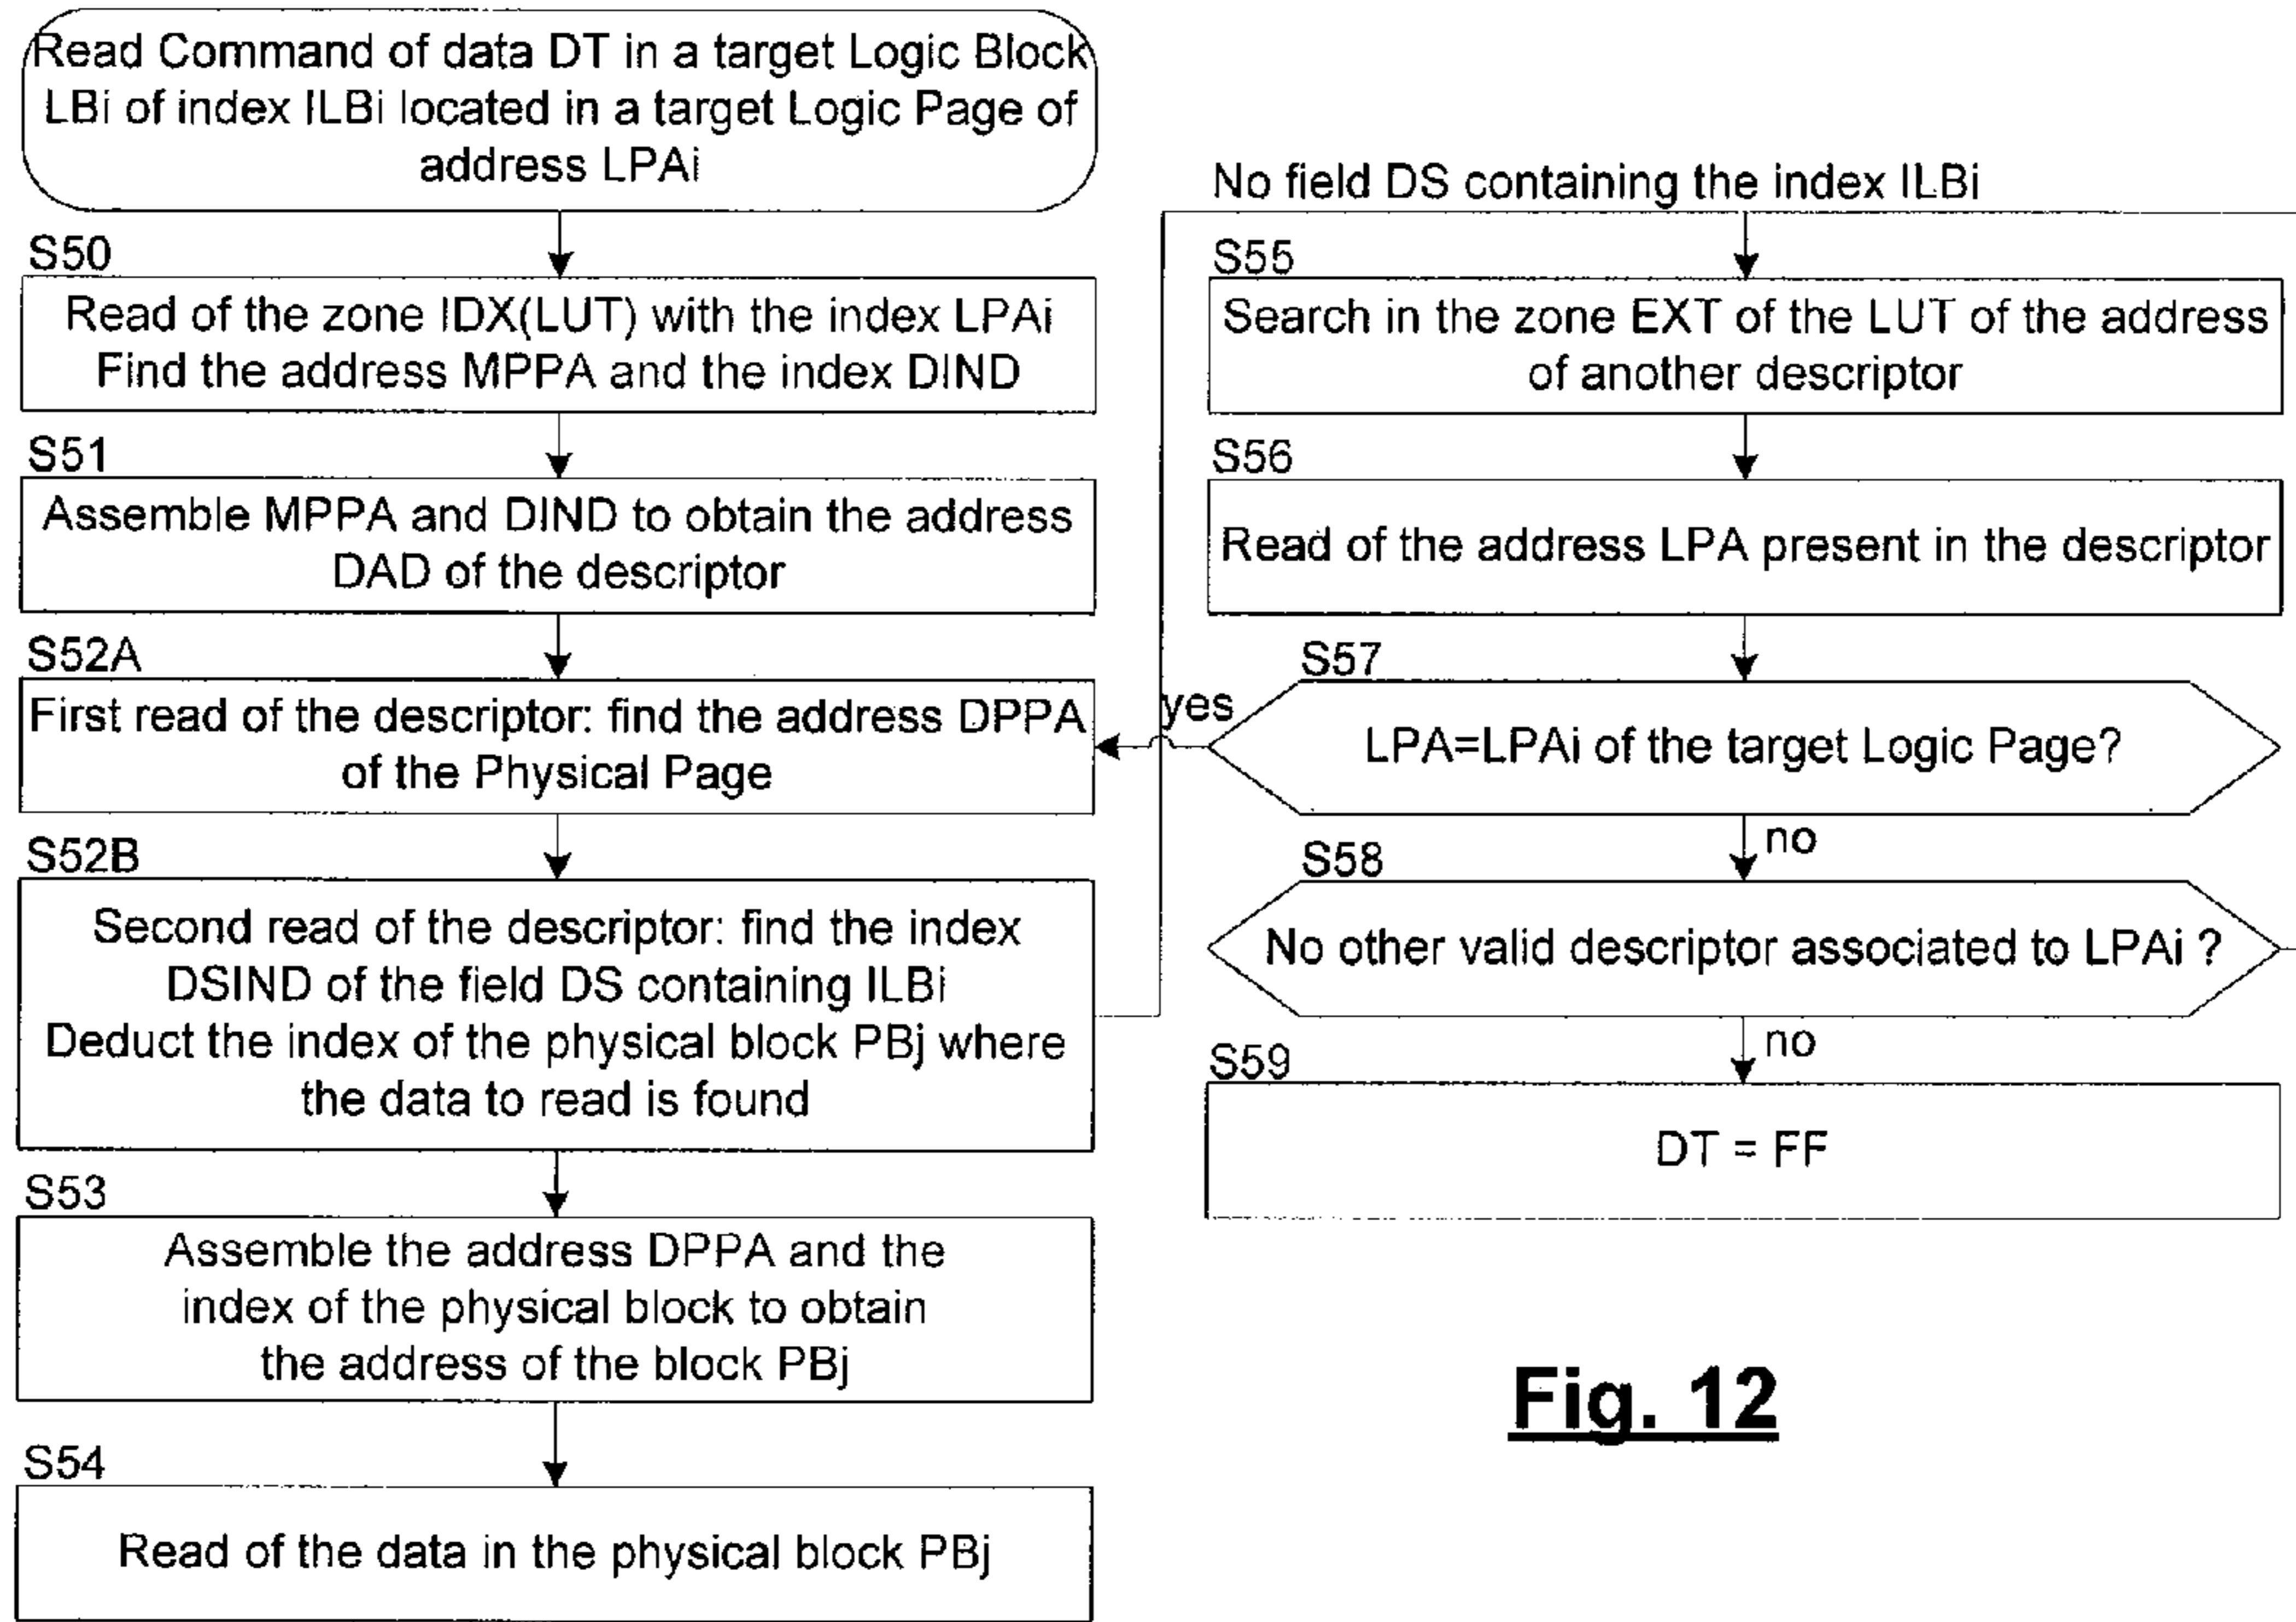 Read Command of data DT in a target Logic Block
LBi of index ILBi located in a target Logic Page of
address LPAi
S50
Read of the zone IDX(LUT) with the index LPAi
Find the address MPPA and the index DIND
S51
Assemble MPPA and DIND to obtain the address
DAD of the descriptor
S52A
First read of the descriptor: find the address DPPA
of the Physical Page
S52B
Second read of the descriptor: find the index
DSIND of the field DS containing ILBi
Deduct the index of the physical block PBj where
the data to read is found
S53
Assemble the address DPPA and the
index of the physical block to obtain
the address of the block PBj
S54
Read of the data in the physical block PBj
No field DS containing the index ILBi
S55
Search in the zone EXT of the LUT of the address
of another descriptor
S56
Read of the address LPA present in the descriptor
S57
yes
LPA=LPAi of the target Logic Page?
no
S58
No other valid descriptor associated to LPAi ?
no
S59
DT = FF
Fig. 12